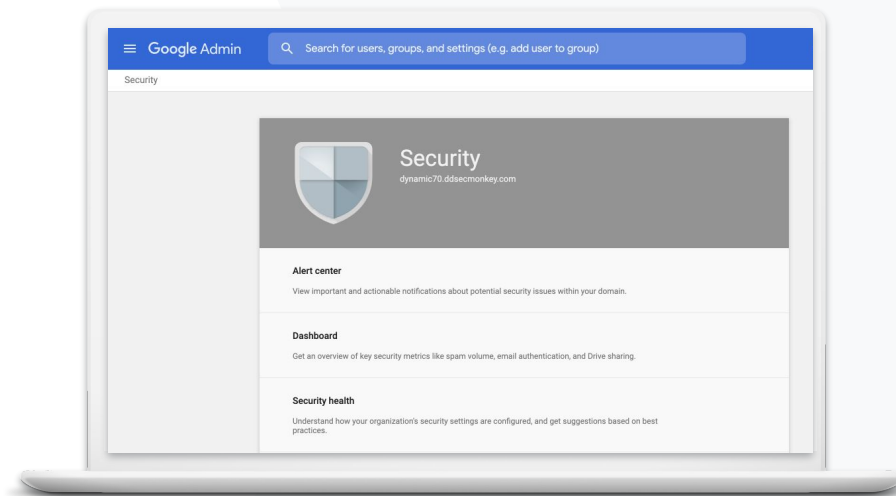 Google Admin
Search for users, groups, and settings (e.g. add user to group)
Security
Security
dynamic70.ddsecmonkey.com
Alert center
View important and actionable notifications about potential security issues within your domain.
Dashboard
Get an overview of key security metrics like spam volume, email authentication, and Drive sharing.
Security health
Understand how your organization's security settings are configured, and get suggestions based on best
practices.